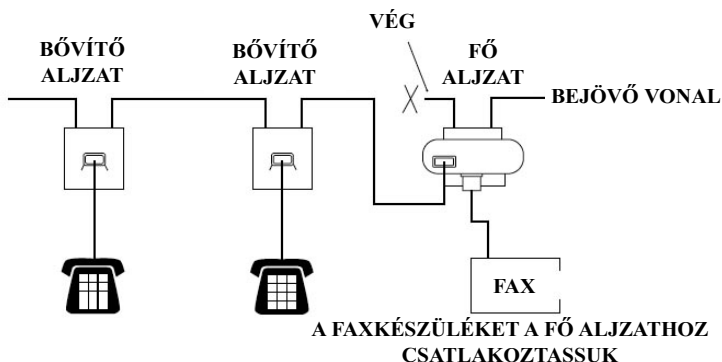 VÉG
BŐVÍTŐ
ALJZAT
BŐVÍTŐ
ALJZAT
FŐ
ALJZAT
BEJÖVŐ VONAL
FAX
A FAXKÉSZÜLÉKET A FŐ ALJZATHOZ
CSATLAKOZTASSUK